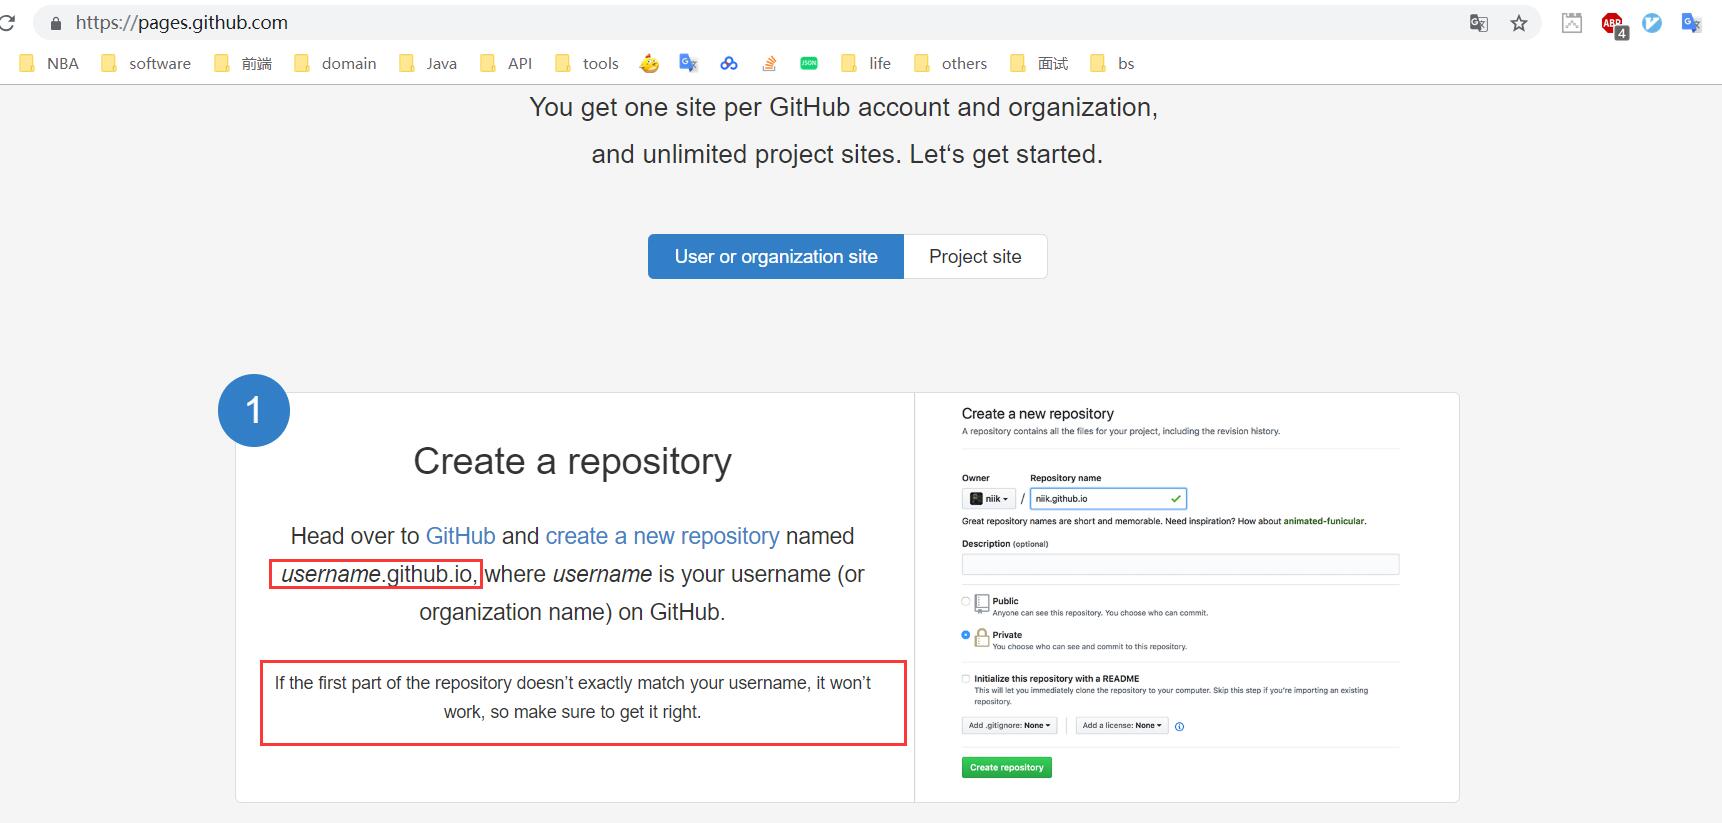 https://pages.github.com
ABP
4
NBA
software
前端
domain
Java
API
tools
JSON
life
others
面试
bs
You get one site per GitHub account and organization,
and unlimited project sites. Let‘s get started.
User or organization site
Project site
1
Create a repository
Head over to GitHub and create a new repository named
username.github.io, where username is your username (or
organization name) on GitHub.
If the first part of the repository doesn’t exactly match your username, it won’t
work, so make sure to get it right.
Create a new repository
A repository contains all the files for your project, including the revision history.
Owner
Repository name
niik / niik.github.io
Great repository names are short and memorable. Need inspiration? How about animated-funicular.
Description (optional)
Public
Anyone can see this repository. You choose who can commit.
Private
You choose who can see and commit to this repository.
Initialize this repository with a README
This will let you immediately clone the repository to your computer. Skip this step if you’re importing an existing
repository.
Add .gitignore: None
Add a license: None
Create repository